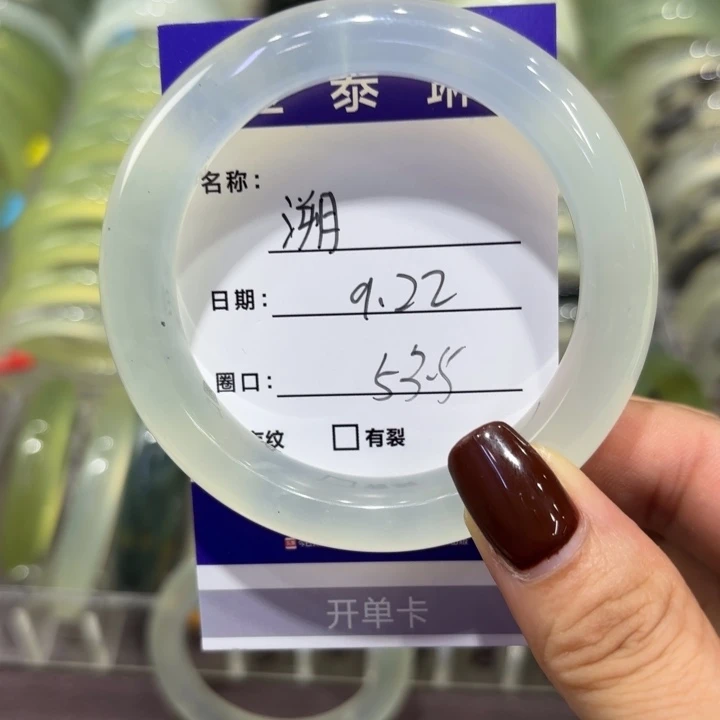 泰
名称: 溯
日期: 9.22
圈口: 53.5
纹 □有裂
开单卡